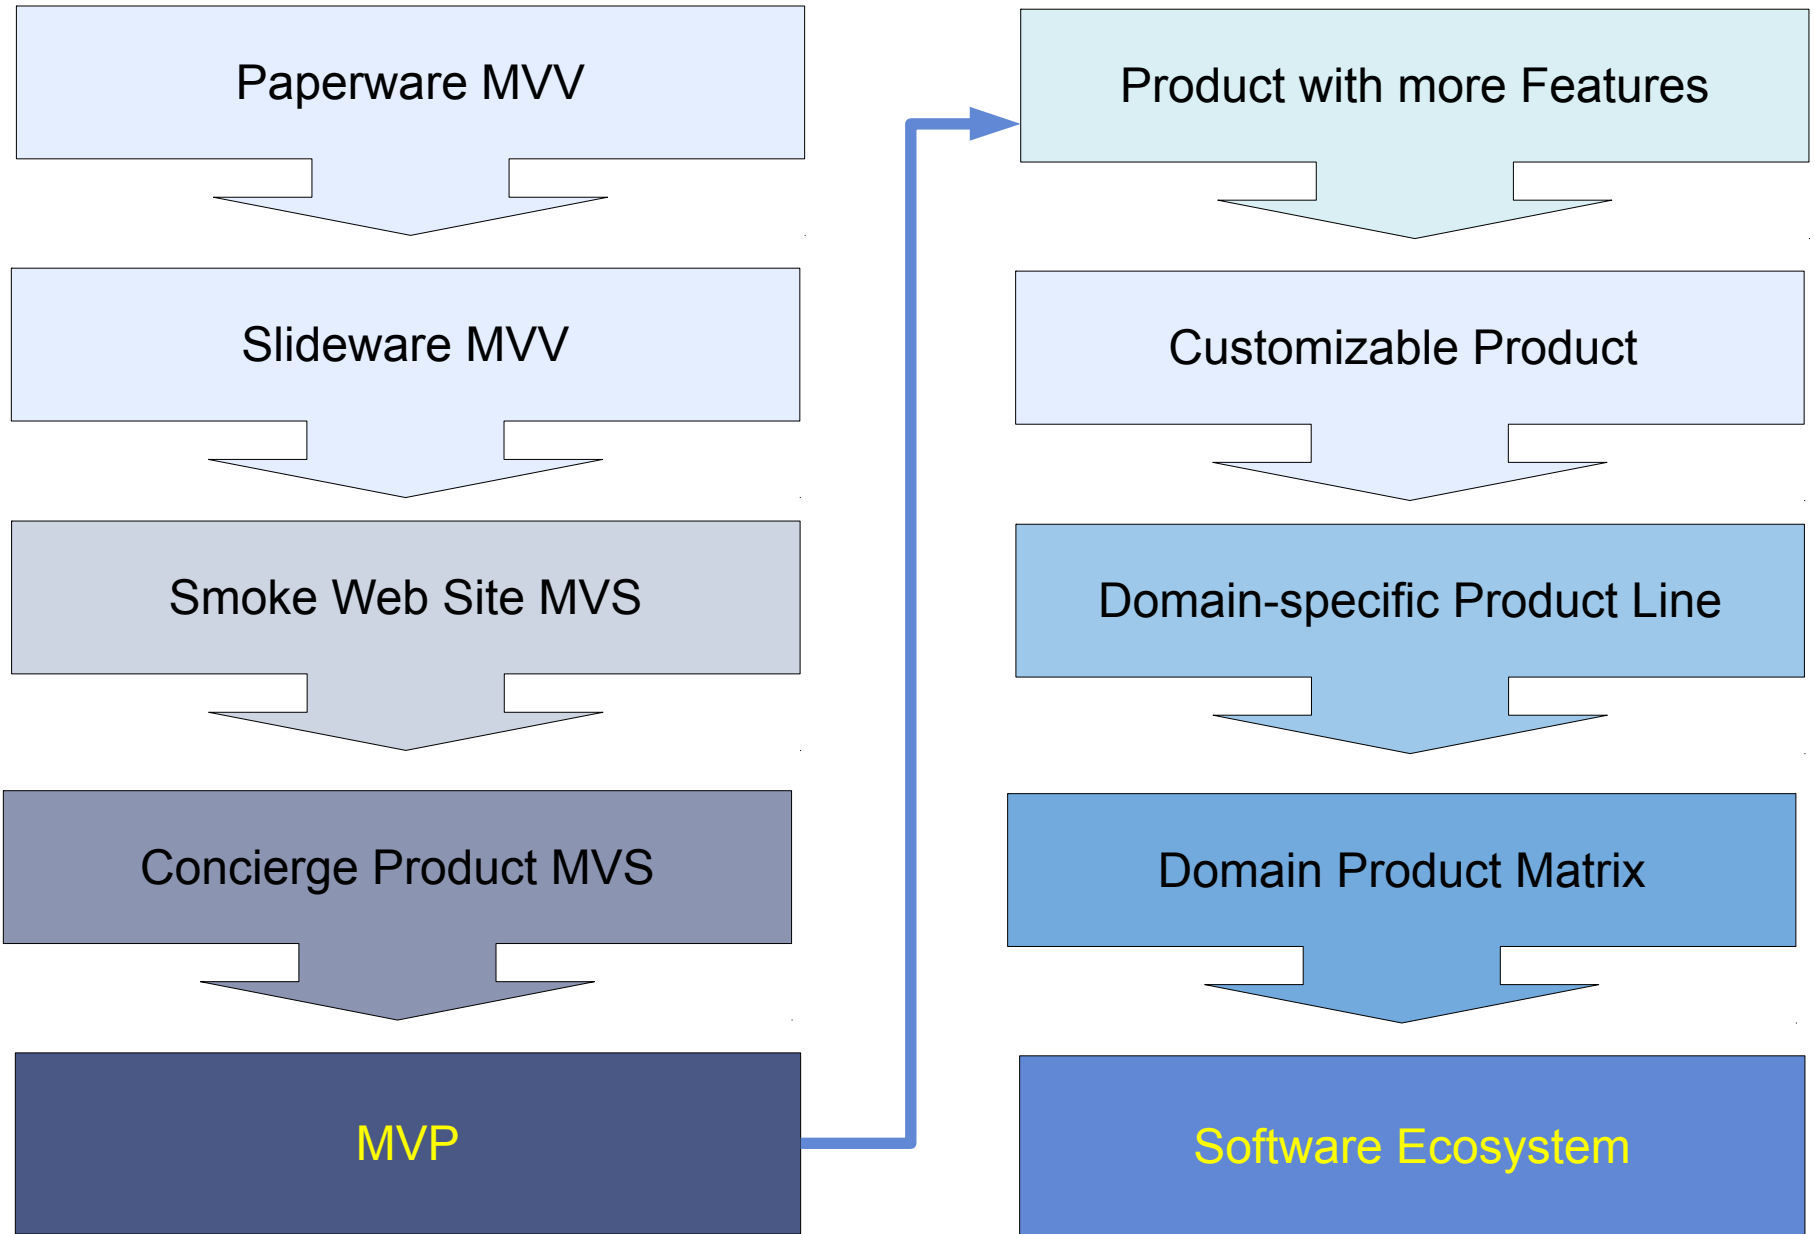 Paperware MVV
Slideware MVV
Smoke Web Site MVS
Concierge Product MVS
MVP
Product with more Features
Customizable Product
Domain-specific Product Line
Domain Product Matrix
Software Ecosystem